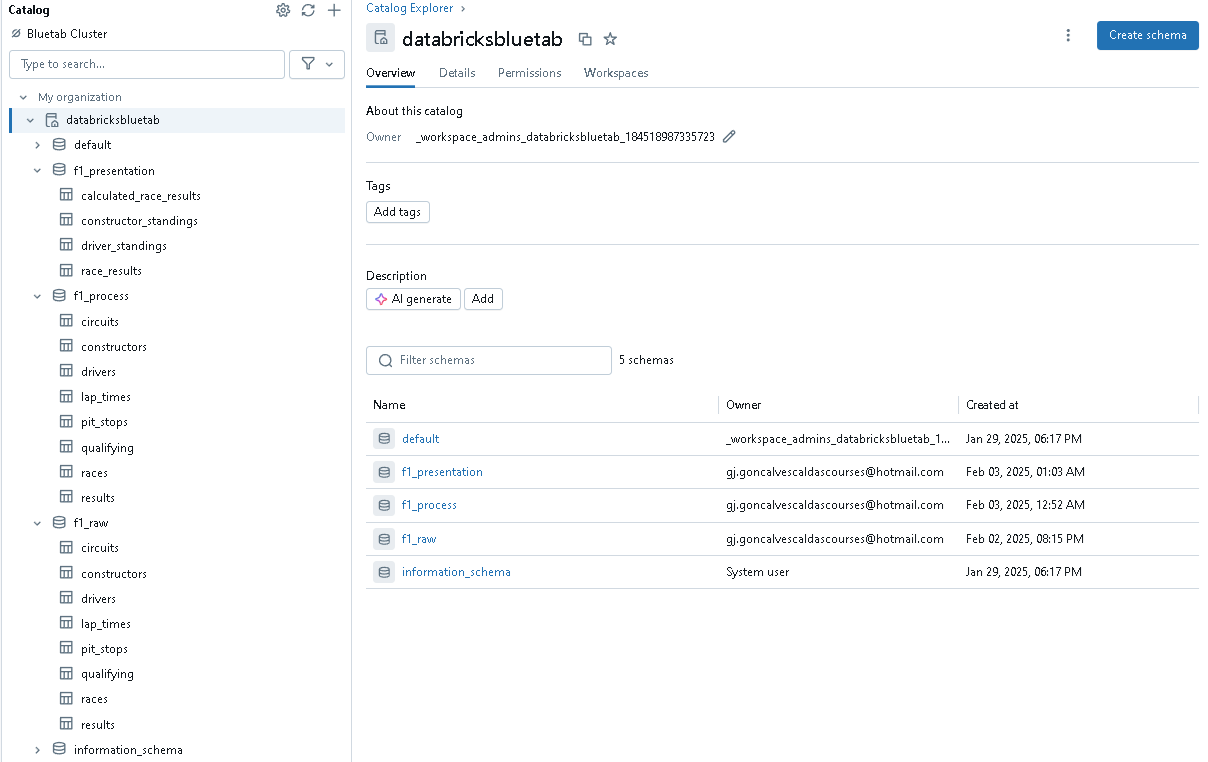 Catalog
Bluetab Cluster
Type to search...
My organization
databricksbluetab
default
f1_presentation
calculated_race_results
constructor_standings
driver_standings
race_results
f1_process
circuits
constructors
drivers
lap_times
pit_stops
qualifying
races
results
f1_raw
circuits
constructors
drivers
lap_times
pit_stops
qualifying
races
results
information_schema
Catalog Explorer >
databricksbluetab
Create schema
Overview Details Permissions Workspaces
About this catalog
Owner _workspace_admins_databricksbluetab_184518987335723
Tags
Add tags
Description
AI generate Add
Filter schemas 5 schemas
Name Owner Created at
default _workspace_admins_databricksbluetab_1... Jan 29, 2025, 06:17 PM
f1_presentation gj.goncalvescaldascourses@hotmail.com Feb 03, 2025, 01:03 AM
f1_process gj.goncalvescaldascourses@hotmail.com Feb 03, 2025, 12:52 AM
f1_raw gj.goncalvescaldascourses@hotmail.com Feb 02, 2025, 08:15 PM
information_schema System user Jan 29, 2025, 06:17 PM